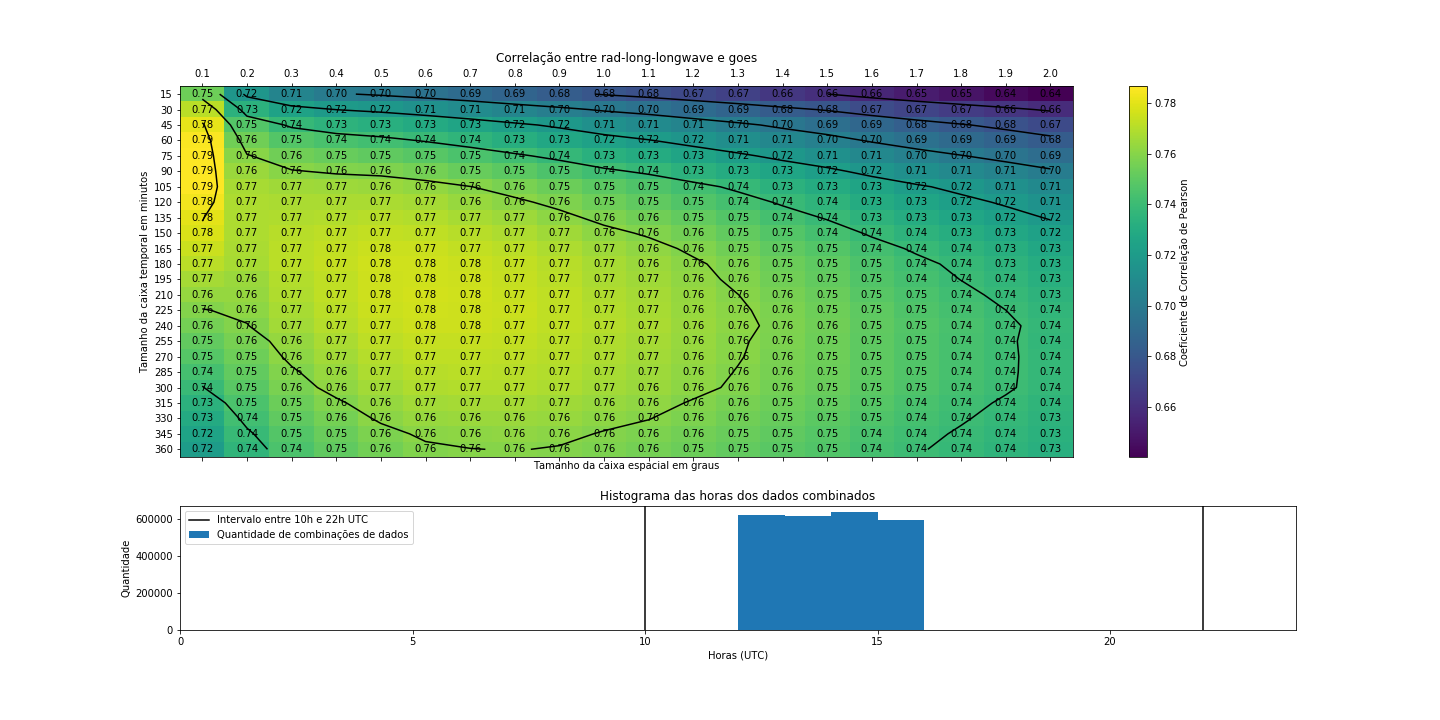 Correlação entre rad-long-longwave e goes
0.1 0.2 0.3 0.4 0.5 0.6 0.7 0.8 0.9 1.0 1.1 1.2 1.3 1.4 1.5 1.6 1.7 1.8 1.9 2.0
15 0.75 0.72 0.71 0.70 0.70 0.70 0.69 0.69 0.68 0.68 0.68 0.67 0.67 0.66 0.66 0.66 0.65 0.65 0.64 0.64
30 0.77 0.73 0.72 0.72 0.72 0.71 0.71 0.71 0.70 0.70 0.70 0.69 0.69 0.68 0.68 0.67 0.67 0.67 0.66 0.66
45 0.78 0.75 0.74 0.73 0.73 0.73 0.73 0.72 0.72 0.71 0.71 0.71 0.70 0.70 0.69 0.69 0.68 0.68 0.68 0.67
60 0.79 0.76 0.75 0.74 0.74 0.74 0.74 0.73 0.73 0.72 0.72 0.72 0.71 0.71 0.70 0.70 0.69 0.69 0.69 0.68
75 0.79 0.76 0.76 0.75 0.75 0.75 0.75 0.74 0.74 0.73 0.73 0.73 0.72 0.72 0.71 0.71 0.70 0.70 0.70 0.69
90 0.79 0.76 0.76 0.76 0.76 0.75 0.75 0.75 0.74 0.74 0.74 0.73 0.73 0.73 0.72 0.72 0.71 0.71 0.71 0.70
105 0.79 0.77 0.77 0.77 0.76 0.76 0.76 0.75 0.75 0.75 0.75 0.74 0.74 0.73 0.73 0.73 0.72 0.72 0.71 0.71
120 0.78 0.77 0.77 0.77 0.77 0.77 0.76 0.76 0.76 0.75 0.75 0.75 0.74 0.74 0.74 0.73 0.73 0.72 0.72 0.71
135 0.78 0.77 0.77 0.77 0.77 0.77 0.77 0.76 0.76 0.76 0.75 0.75 0.75 0.74 0.74 0.73 0.73 0.73 0.72 0.72
150 0.78 0.77 0.77 0.77 0.77 0.77 0.77 0.77 0.76 0.76 0.76 0.75 0.75 0.75 0.74 0.74 0.73 0.73 0.73 0.72
165 0.77 0.77 0.77 0.77 0.78 0.77 0.77 0.77 0.77 0.76 0.76 0.76 0.75 0.75 0.75 0.74 0.74 0.74 0.73 0.73
180 0.77 0.77 0.77 0.77 0.78 0.78 0.78 0.77 0.77 0.77 0.76 0.76 0.76 0.75 0.75 0.75 0.74 0.74 0.73 0.73
195 0.77 0.76 0.77 0.77 0.78 0.78 0.78 0.77 0.77 0.77 0.77 0.76 0.76 0.75 0.75 0.75 0.74 0.74 0.74 0.73
210 0.76 0.76 0.77 0.77 0.78 0.78 0.78 0.77 0.77 0.77 0.77 0.76 0.76 0.76 0.75 0.75 0.75 0.74 0.74 0.73
225 0.76 0.76 0.77 0.77 0.77 0.78 0.78 0.77 0.77 0.77 0.77 0.76 0.76 0.76 0.75 0.75 0.75 0.74 0.74 0.74
240 0.76 0.76 0.77 0.77 0.77 0.78 0.78 0.77 0.77 0.77 0.77 0.76 0.76 0.76 0.75 0.75 0.75 0.74 0.74 0.74
255 0.75 0.76 0.76 0.77 0.77 0.77 0.77 0.77 0.77 0.77 0.77 0.76 0.76 0.76 0.75 0.75 0.75 0.74 0.74 0.74
270 0.75 0.75 0.76 0.77 0.77 0.77 0.77 0.77 0.77 0.77 0.77 0.76 0.76 0.75 0.75 0.75 0.75 0.74 0.74 0.74
285 0.74 0.75 0.76 0.76 0.77 0.77 0.77 0.77 0.77 0.77 0.77 0.76 0.76 0.75 0.75 0.75 0.75 0.74 0.74 0.74
300 0.74 0.75 0.76 0.76 0.77 0.77 0.77 0.77 0.77 0.77 0.76 0.76 0.76 0.75 0.75 0.75 0.75 0.74 0.74 0.74
315 0.73 0.75 0.75 0.76 0.76 0.77 0.77 0.77 0.77 0.77 0.76 0.76 0.76 0.75 0.75 0.75 0.74 0.74 0.74 0.74
330 0.73 0.74 0.75 0.75 0.76 0.76 0.76 0.76 0.76 0.76 0.76 0.76 0.75 0.75 0.75 0.75 0.74 0.74 0.74 0.74
345 0.72 0.74 0.75 0.75 0.76 0.76 0.76 0.76 0.76 0.76 0.76 0.76 0.75 0.75 0.75 0.74 0.74 0.74 0.74 0.73
360 0.72 0.74 0.74 0.75 0.76 0.76 0.76 0.76 0.76 0.76 0.76 0.75 0.75 0.75 0.75 0.74 0.74 0.74 0.73 0.73
Tamanho da caixa temporal em minutos
Tamanho da caixa espacial em graus
0.78
0.76
0.74
0.72
0.70
0.68
0.66
Coeficiente de Correlação de Pearson
Histograma das horas dos dados combinados
Intervalo entre 10h e 22h UTC
Quantidade de combinações de dados
600000
400000
200000
0
Quantidade
0 5 10 15 20
Horas (UTC)